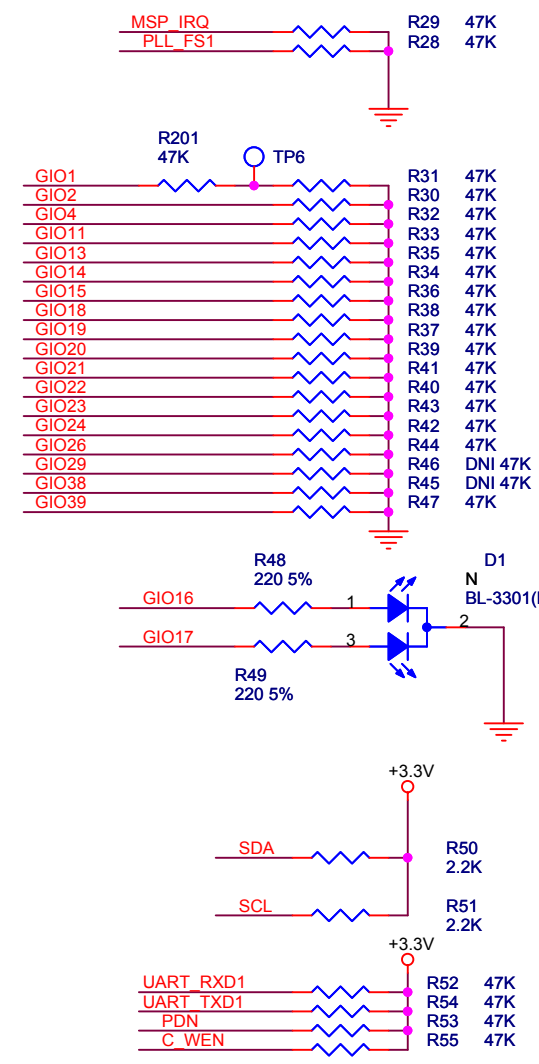 MSP_IRQ R29 47K
PLL_FS1 R28 47K
R201
47K TP6
GIO1 R31 47K
GIO2 R30 47K
GIO4 R32 47K
GIO11 R33 47K
GIO13 R35 47K
GIO14 R34 47K
GIO15 R36 47K
GIO18 R38 47K
GIO19 R37 47K
GIO20 R39 47K
GIO21 R41 47K
GIO22 R40 47K
GIO23 R43 47K
GIO24 R42 47K
GIO26 R44 47K
GIO29 R46 DNI 47K
GIO38 R45 DNI 47K
GIO39 R47 47K
R48 D1
220 5% N
GIO16 1 BL-3301(
2
GIO17 3
R49
220 5%
+3.3V
SDA R50
2.2K
SCL R51
2.2K
+3.3V
UART_RXD1 R52 47K
UART_TXD1 R54 47K
PDN R53 47K
C_WEN R55 47K